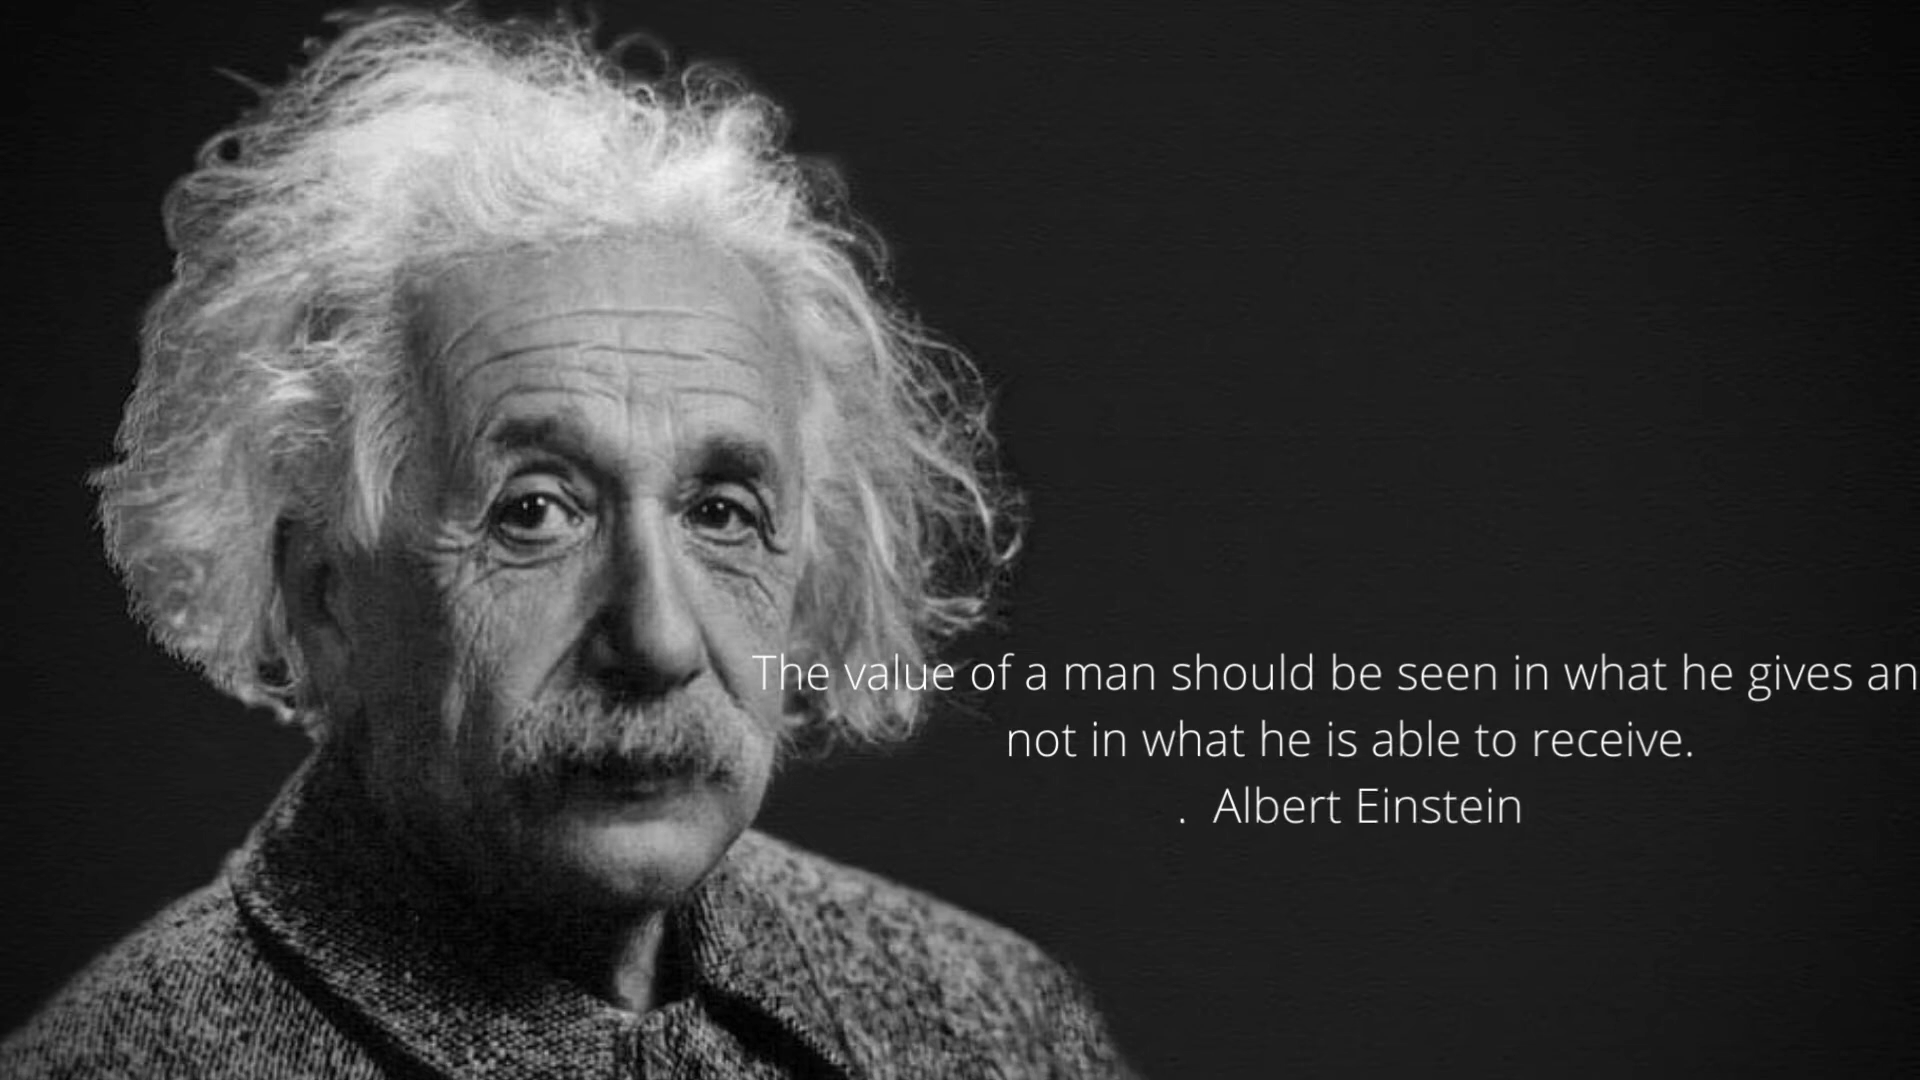 The value of a man should be seen in what he gives an
not in what he is able to receive.
. Albert Einstein